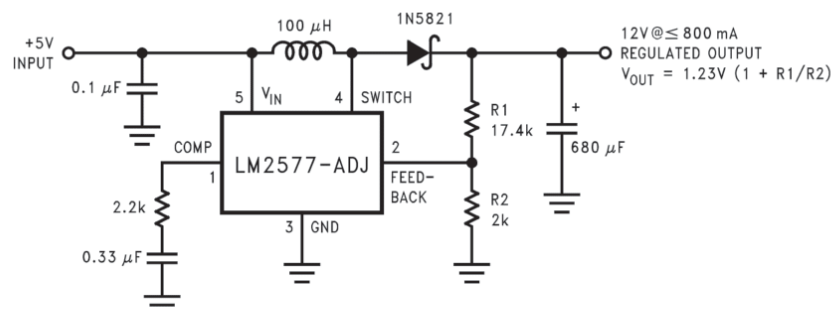 +5V
INPUT
100 μH
1N5821
12V@≤ 800 mA
REGULATED OUTPUT
VOUT = 1.23V (1 + R1/R2)
0.1 μF
5
VIN
4
SWITCH
R1
17.4k
+
680 μF
COMP
1
LM2577-ADJ
2
FEED-
BACK
2.2k
R2
2k
3
GND
0.33 μF